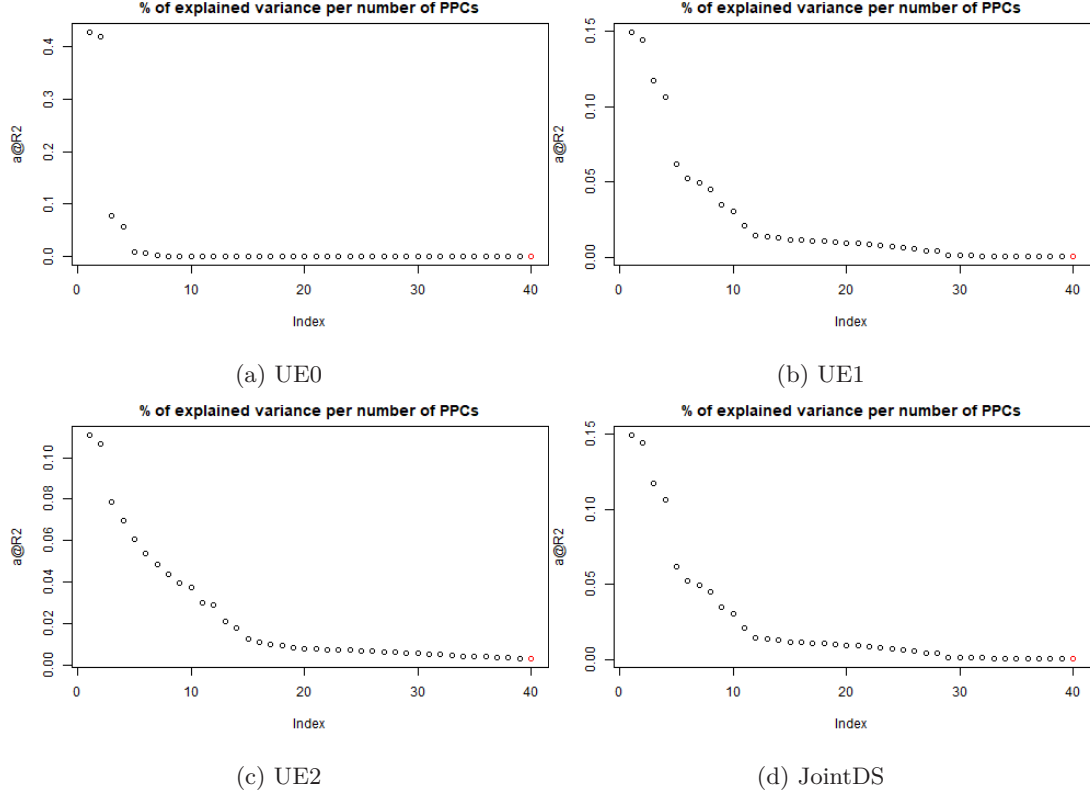 % of explained variance per number of PPCs
a@R2
0.0
0.1
0.2
0.3
0.4
0
10
20
30
40
Index
(a) UE0
% of explained variance per number of PPCs
a@R2
0.00
0.05
0.10
0.15
0
10
20
30
40
Index
(b) UE1
% of explained variance per number of PPCs
a@R2
0.00
0.02
0.04
0.06
0.08
0.10
0
10
20
30
40
Index
(c) UE2
% of explained variance per number of PPCs
a@R2
0.00
0.05
0.10
0.15
0
10
20
30
40
Index
(d) JointDS